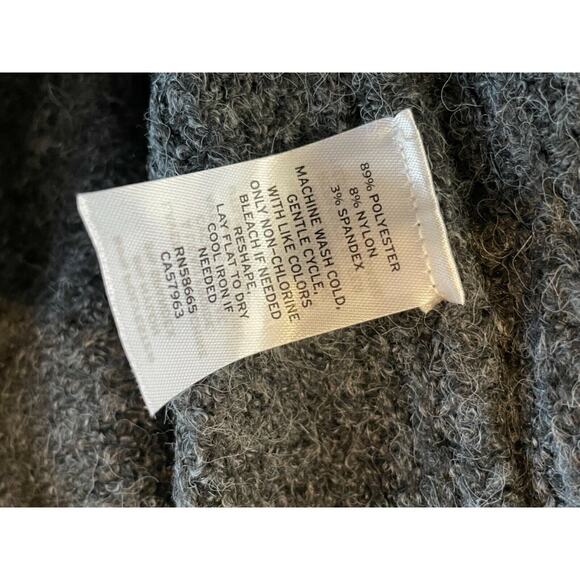 89% POLYESTER
8% NYLON
3% SPANDEX
MACHINE WASH COLD,
GENTLE CYCLE,
WITH LIKE COLORS
ONLY NON-CHLORINE
BLEACH IF NEEDED
RESHAPE,
LAY FLAT TO DRY
COOL IRON IF
NEEDED
RN58665
CA57963